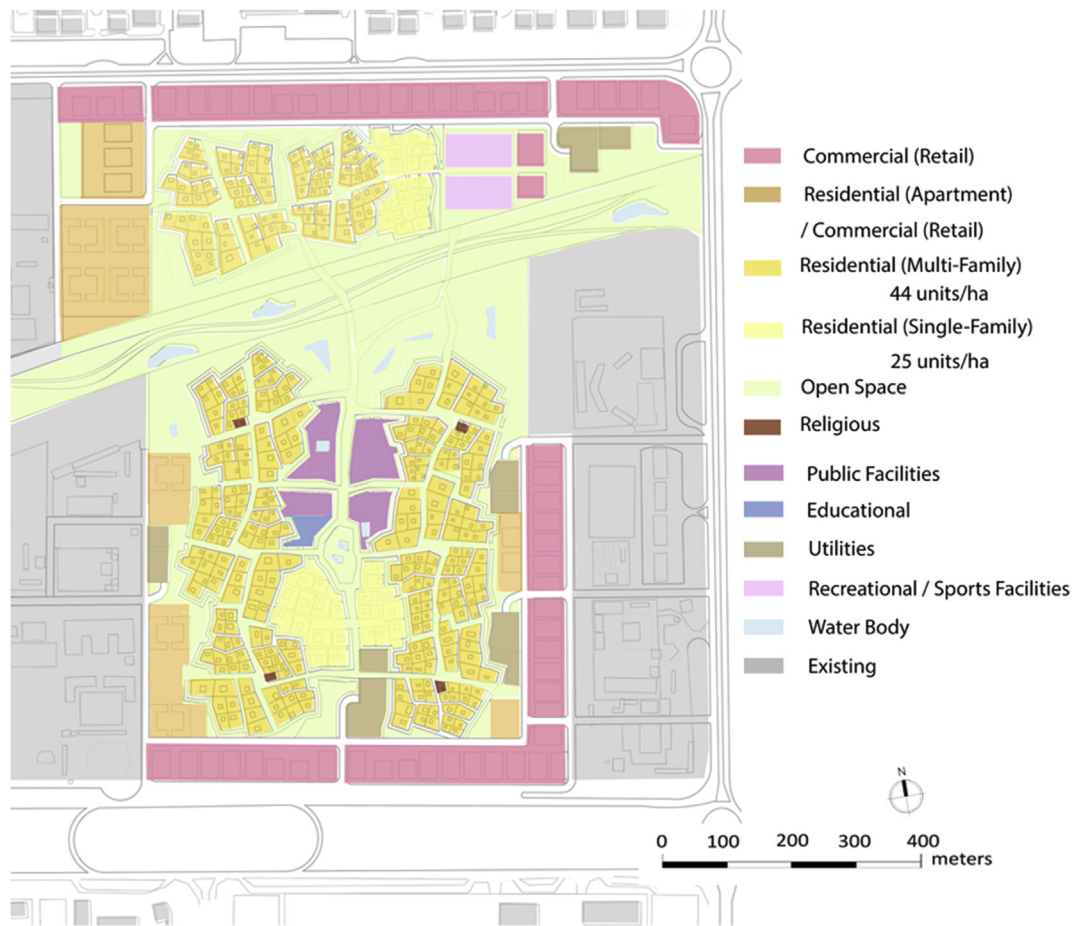 Commercial (Retail)
Residential (Apartment)
/ Commercial (Retail)
Residential (Multi-Family)
44 units/ha
Residential (Single-Family)
25 units/ha
Open Space
Religious
Public Facilities
Educational
Utilities
Recreational / Sports Facilities
Water Body
Existing
N
0 100 200 300 400
meters